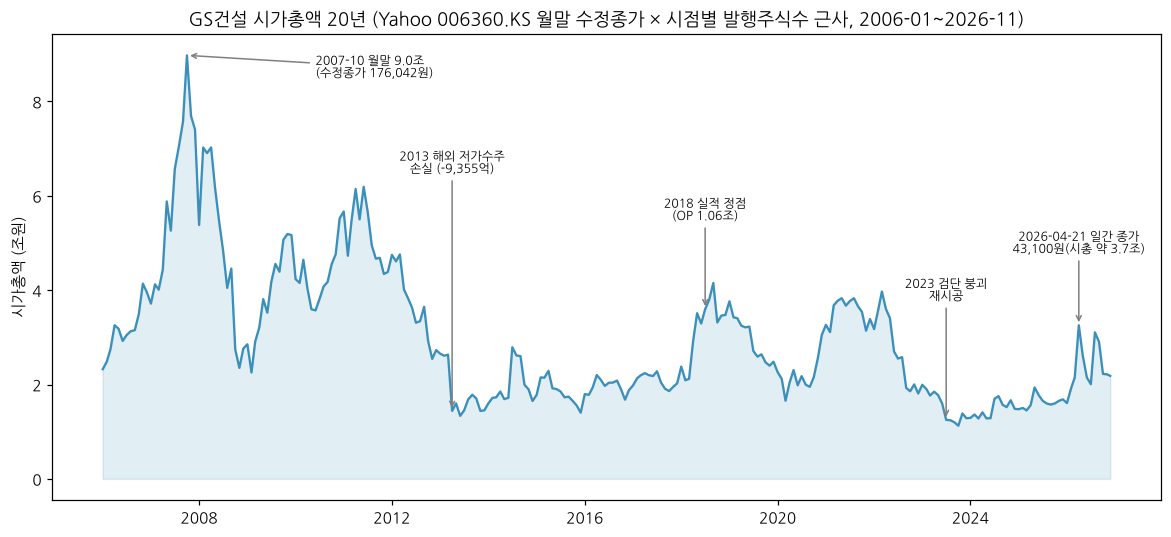 GS건설 시가총액 20년 (Yahoo 006360.KS 월말 수정종가 × 시점별 발행주식수 근사, 2006-01~2026-11)
2007-10 월말 9.0조
(수정종가 176,042원)
2013 해외 저가수주
손실 (-9,355억)
2018 실적 정점
(OP 1.06조)
2026-04-21 일간 종가
43,100원(시총 약 3.7조)
2023 검단 붕괴
재시공
시가총액 (조원)
8
6
4
2
0
2008
2012
2016
2020
2024